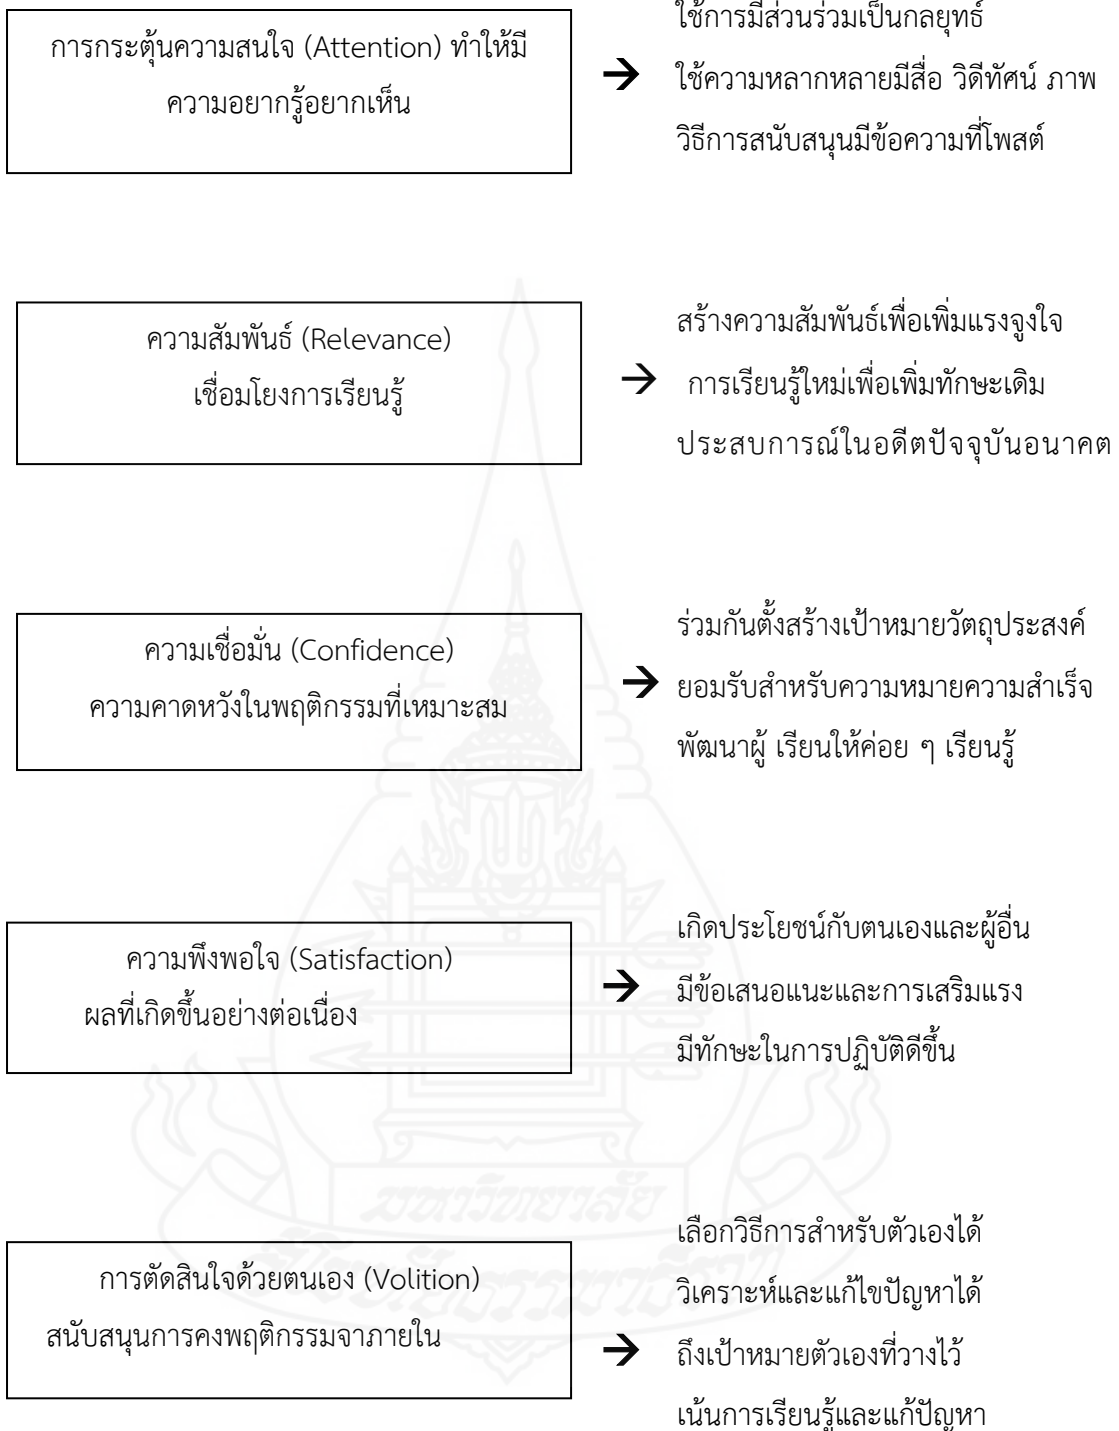 การกระตุ้นความสนใจ (Attention) ทำให้มี
ความอยากรู้อยากเห็น
ใช้การมีส่วนร่วมเป็นกลยุทธ์
→ ใช้ความหลากหลายมีสื่อ วิดีทัศน์ ภาพ
วิธีการสนับสนุนมีข้อความที่โพสต์
ความสัมพันธ์ (Relevance)
เชื่อมโยงการเรียนรู้
สร้างความสัมพันธ์เพื่อเพิ่มแรงจูงใจ
→ การเรียนรู้ใหม่เพื่อเพิ่มทักษะเดิม
ประสบการณ์ในอดีตปัจจุบันอนาคต
ความเชื่อมั่น (Confidence)
ความคาดหวังในพฤติกรรมที่เหมาะสม
ร่วมกันตั้งสร้างเป้าหมายวัตถุประสงค์
→ ยอมรับสำหรับความหมายความสำเร็จ
พัฒนาผู้ เรียนให้ค่อย ๆ เรียนรู้
ความพึงพอใจ (Satisfaction)
ผลที่เกิดขึ้นอย่างต่อเนื่อง
เกิดประโยชน์กับตนเองและผู้อื่น
→ มีข้อเสนอแนะและการเสริมแรง
มีทักษะในการปฏิบัติดีขึ้น
การตัดสินใจด้วยตนเอง (Volition)
สนับสนุนการคงพฤติกรรมจาภายใน
เลือกวิธีการสำหรับตัวเองได้
วิเคราะห์และแก้ไขปัญหาได้
→ ถึงเป้าหมายตัวเองที่วางไว้
เน้นการเรียนรู้และแก้ปัญหา
มหาวิทยาลัย
สุโขทัยธรรมาธิราช